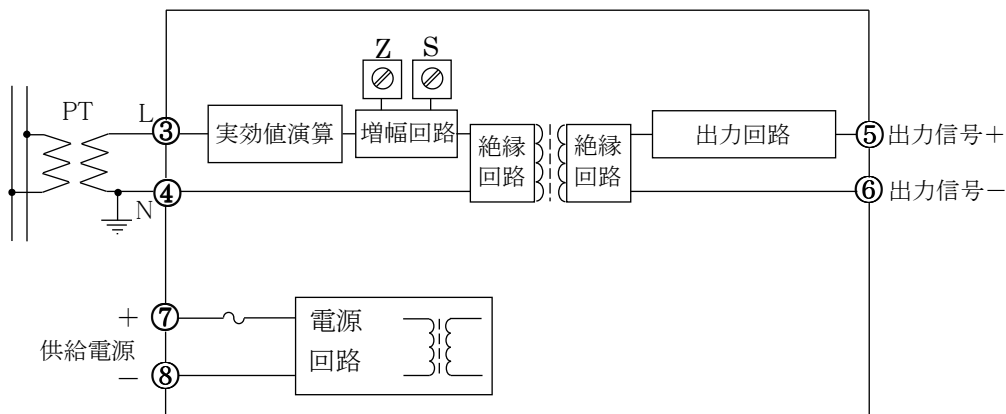 Z S
PT
L ③ 実効値演算 増幅回路 絶縁回路 絶縁回路 出力回路 ⑤ 出力信号＋
④ N ⑥ 出力信号－
＋ ⑦ 電源回路
供給電源
－ ⑧